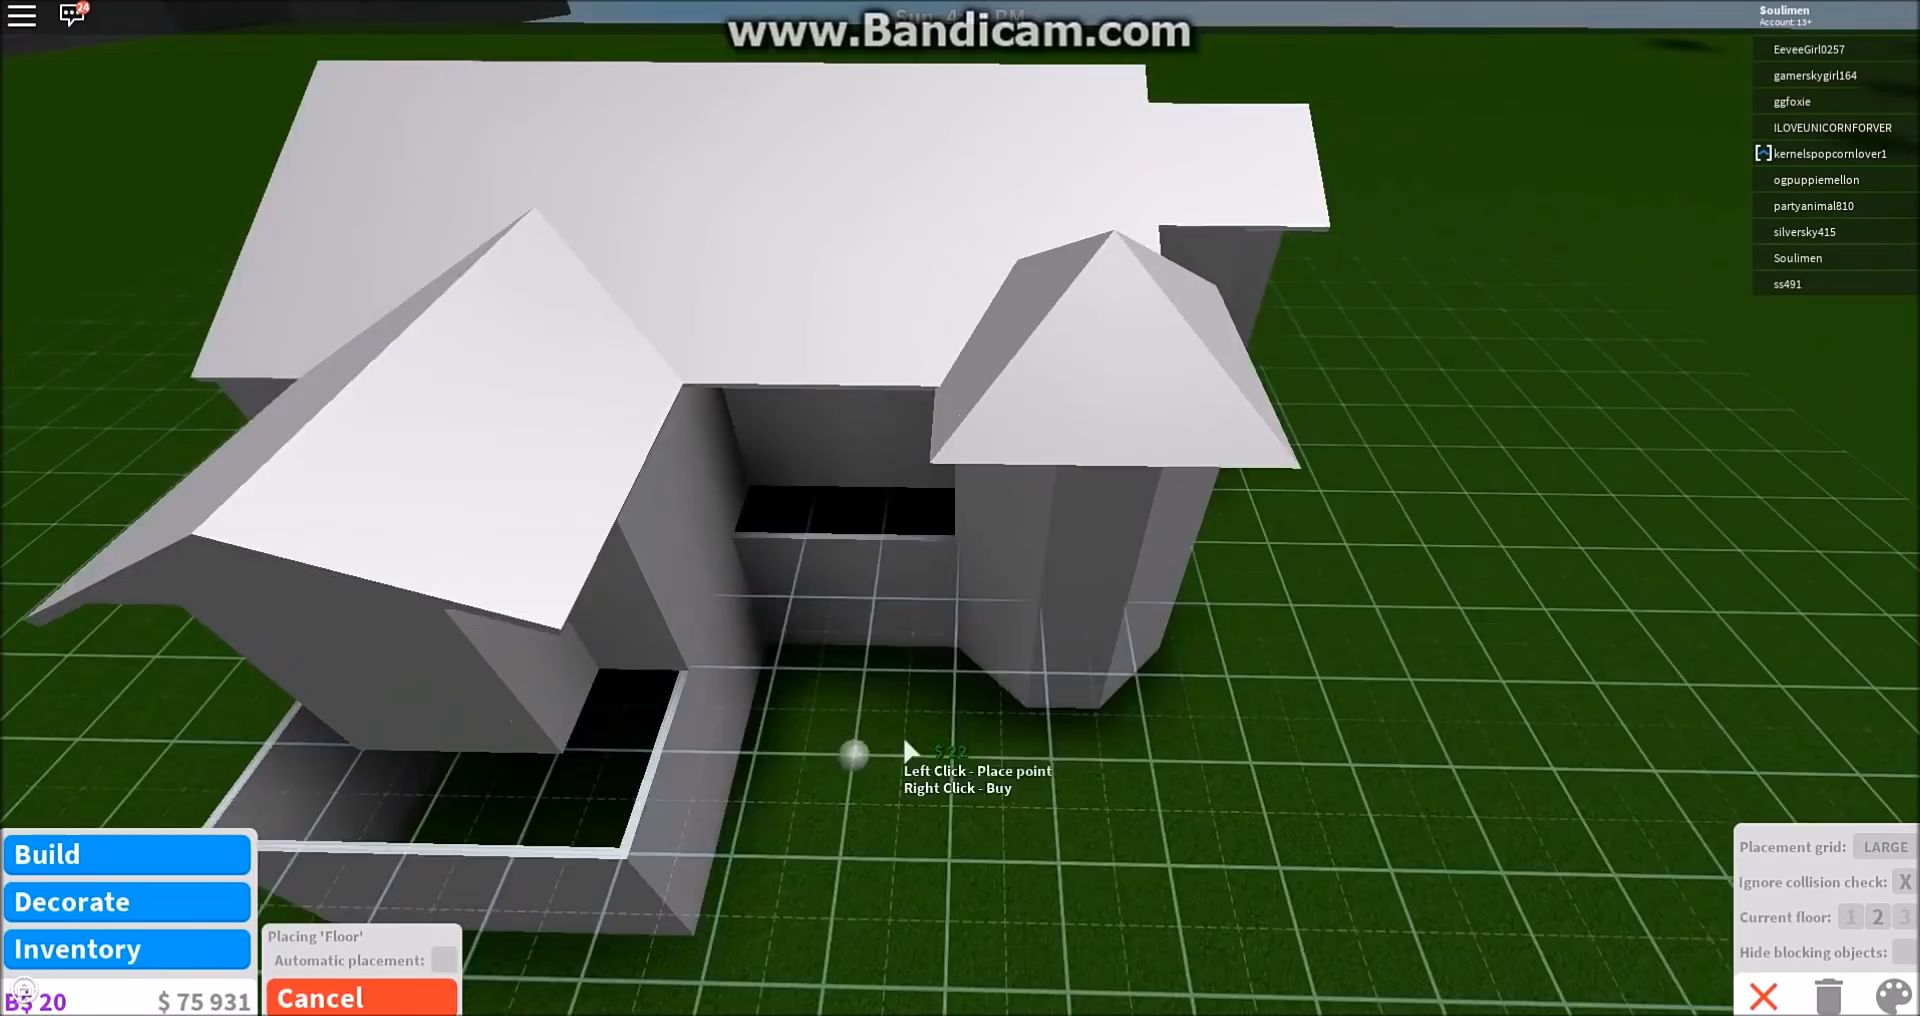 24
www.Bandicam.com
Soulimen
Account: 13+
EeveeGirl0257
gamerskygirl164
ggfoxie
ILOVEUNICORNFORVER
kernelspopcornlover1
ogpuppiemellon
partyanimal810
silversky415
Soulimen
ss491
$ 22
Left Click - Place point
Right Click - Buy
Build
Decorate
Inventory
B$ 20 $ 75 931
Placing 'Floor'
Automatic placement:
Cancel
Placement grid: LARGE
Ignore collision check: X
Current floor: 1 2 3
Hide blocking objects: